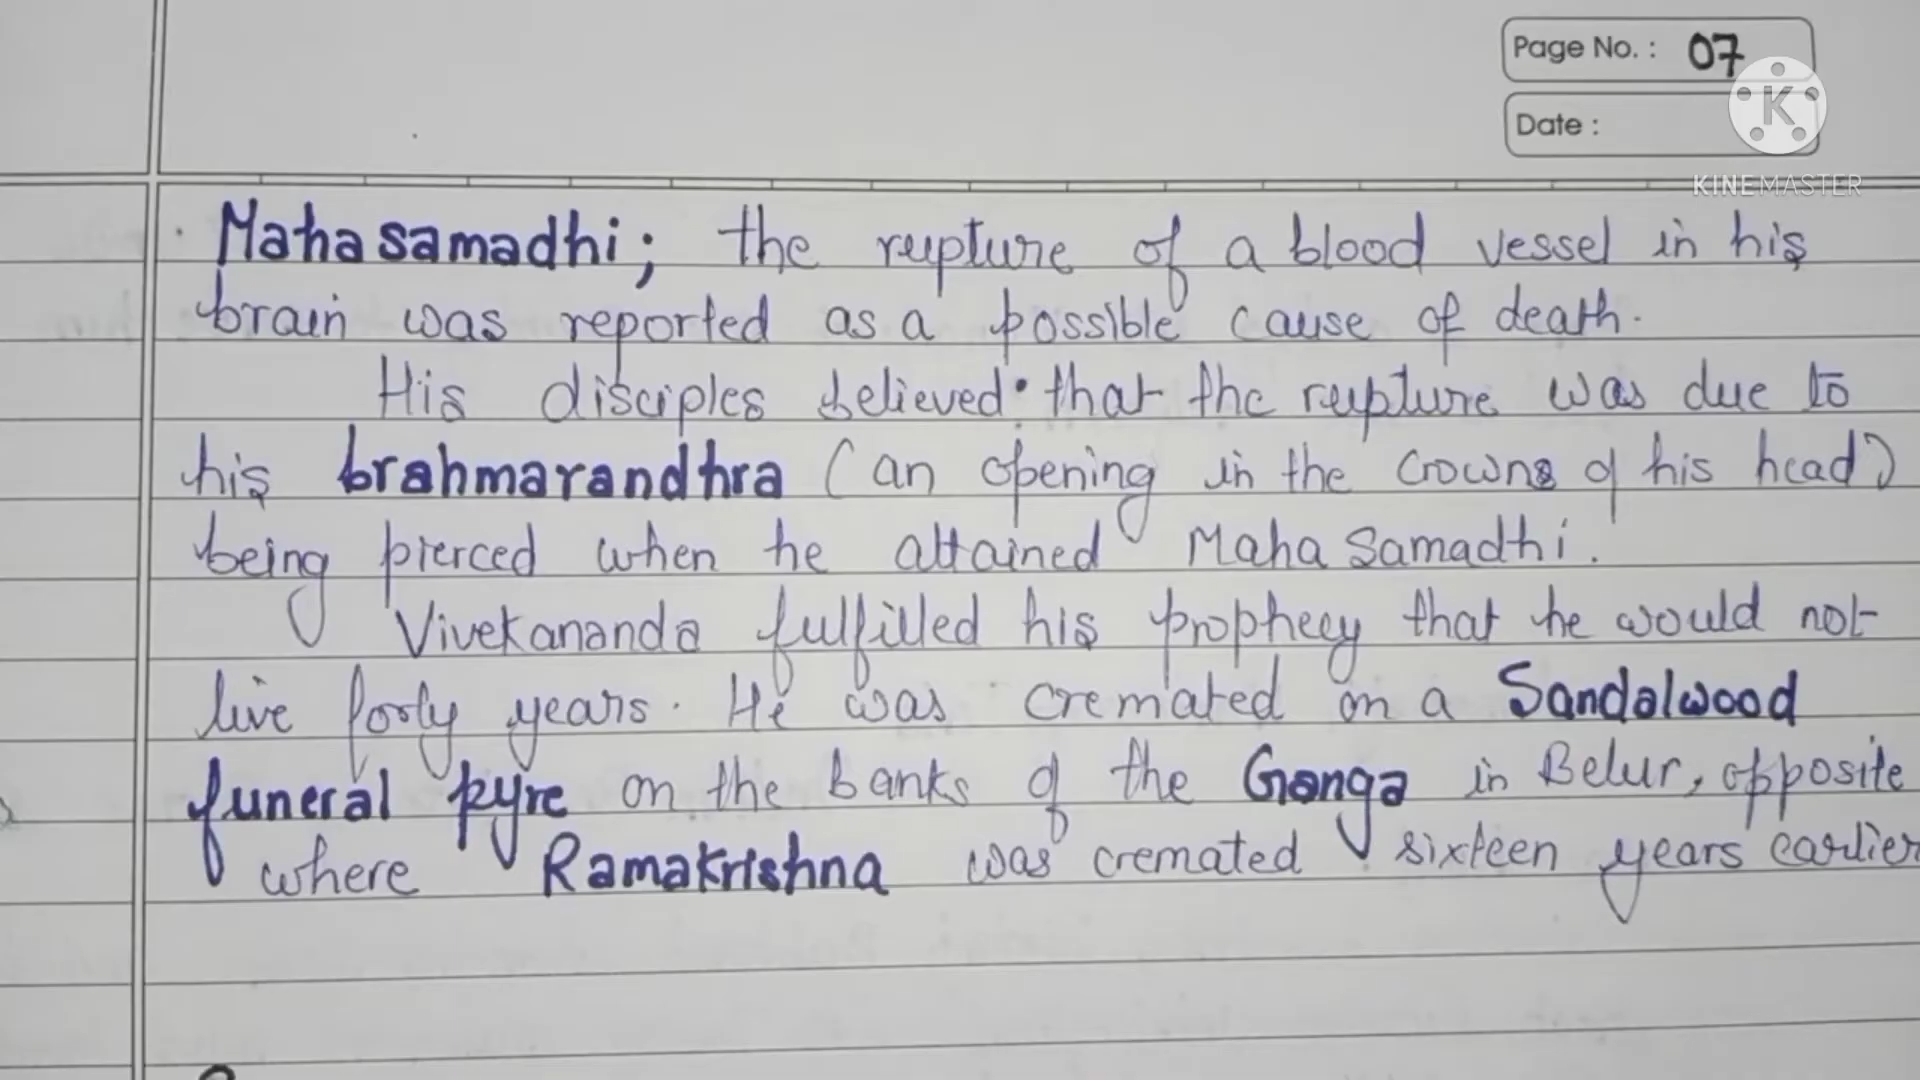 Page No. : 07
Date :
K
KINEMASTER
Mahasamadhi; the rupture of a blood vessel in his
brain was reported as a possible cause of death.
His disciples believed that the rupture was due to
his brahmarandhra (an opening in the crowns of his head)
being pierced when he attained Maha Samadhi.
Vivekananda fulfilled his prophecy that he would not
live forty years. He was cremated on a Sandalwood
funeral pyre on the banks of the Ganga in Belur, opposite
where Ramakrishna was cremated sixteen years earlier